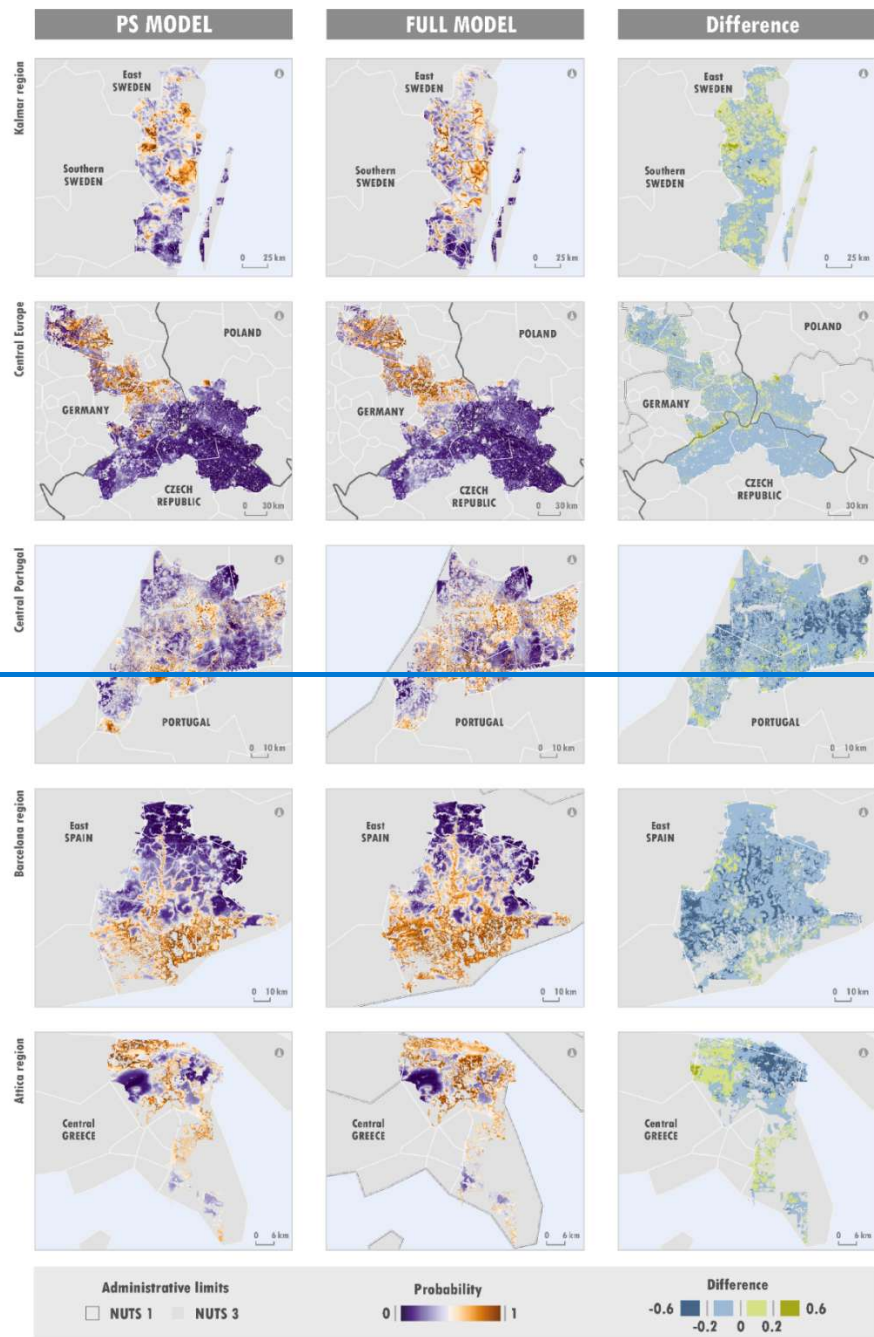 PS MODEL
FULL MODEL
Difference
Kalmar region
East
SWEDEN
Southern
SWEDEN
0 25 km
East
SWEDEN
Southern
SWEDEN
0 25 km
East
SWEDEN
Southern
SWEDEN
0 25 km
Central Europe
POLAND
GERMANY
CZECH
REPUBLIC
0 30 km
POLAND
GERMANY
CZECH
REPUBLIC
0 30 km
POLAND
GERMANY
CZECH
REPUBLIC
0 30 km
Central Portugal
PORTUGAL
0 10 km
PORTUGAL
0 10 km
PORTUGAL
0 10 km
Barcelona region
East
SPAIN
0 10 km
East
SPAIN
0 10 km
East
SPAIN
0 10 km
Attica region
Central
GREECE
0 6 km
Central
GREECE
0 6 km
Central
GREECE
0 6 km
Administrative limits
NUTS 1 NUTS 3
Probability
0 1
Difference
-0.6 0.6
-0.2 0 0.2